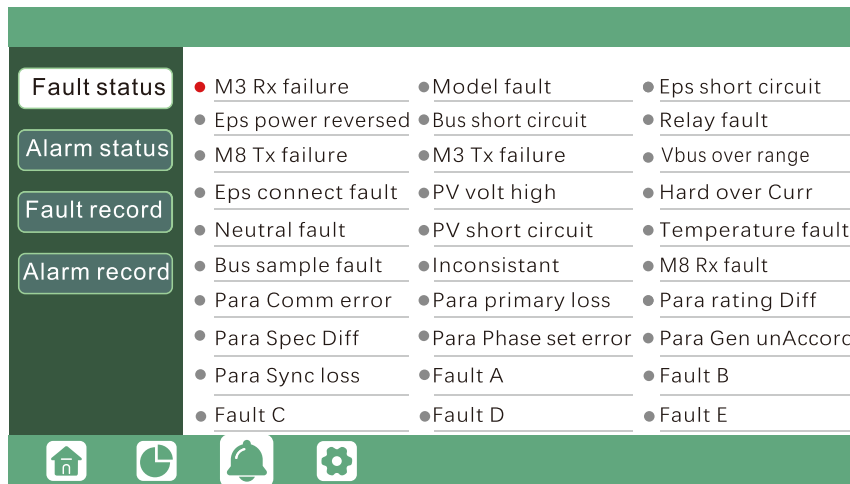 Fault status
Alarm status
Fault record
Alarm record
M3 Rx failure Model fault Eps short circuit
Eps power reversed Bus short circuit Relay fault
M8 Tx failure M3 Tx failure Vbus over range
Eps connect fault PV volt high Hard over Curr
Neutral fault PV short circuit Temperature fault
Bus sample fault Inconsistant M8 Rx fault
Para Comm error Para primary loss Para rating Diff
Para Spec Diff Para Phase set error Para Gen unAccord
Para Sync loss Fault A Fault B
Fault C Fault D Fault E